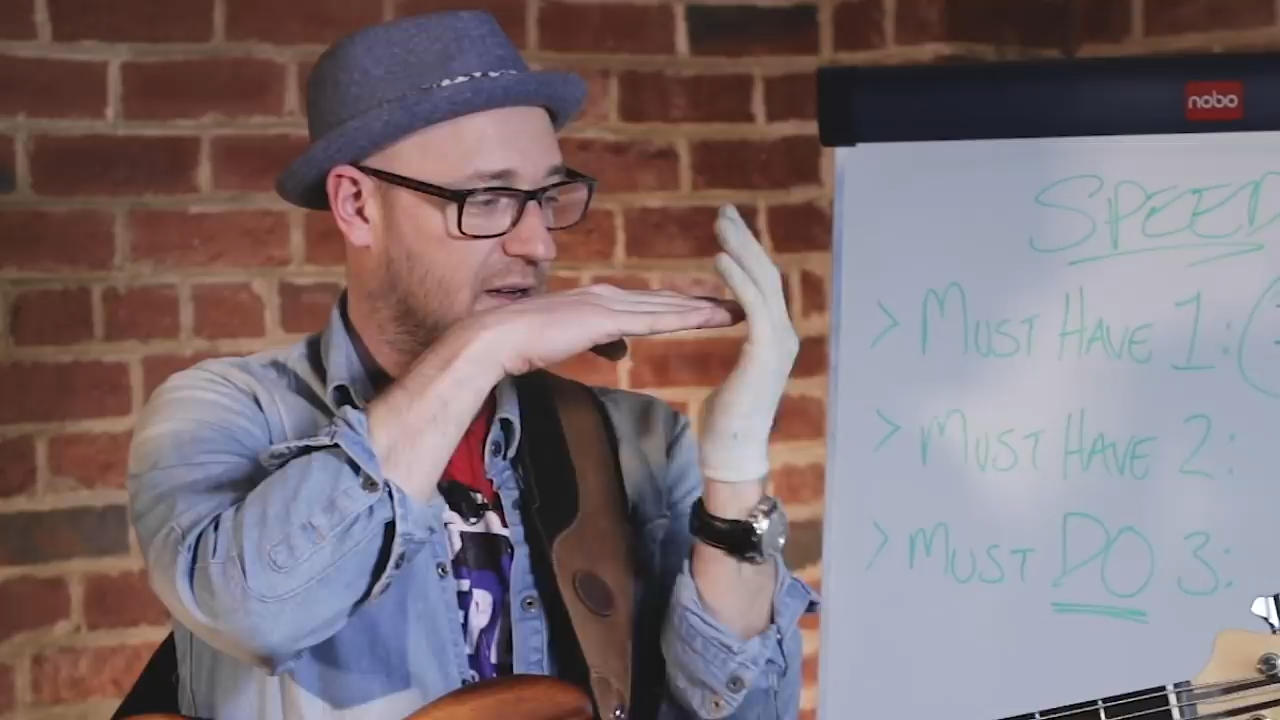 nobo
SPEED
> MUST HAVE 1:
> MUST HAVE 2:
> MUST DO 3: